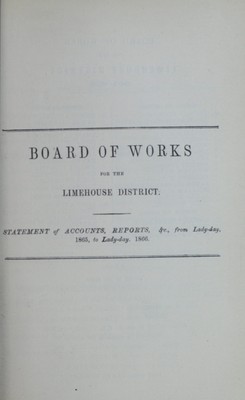 BOARD OF WORKS
FOR THE
LIMEHOUSE DISTRICT.
STATEMENT of ACCOUNTS, REPORTS, &c., from Lady-day,
1865, to Lady-day, 1866.